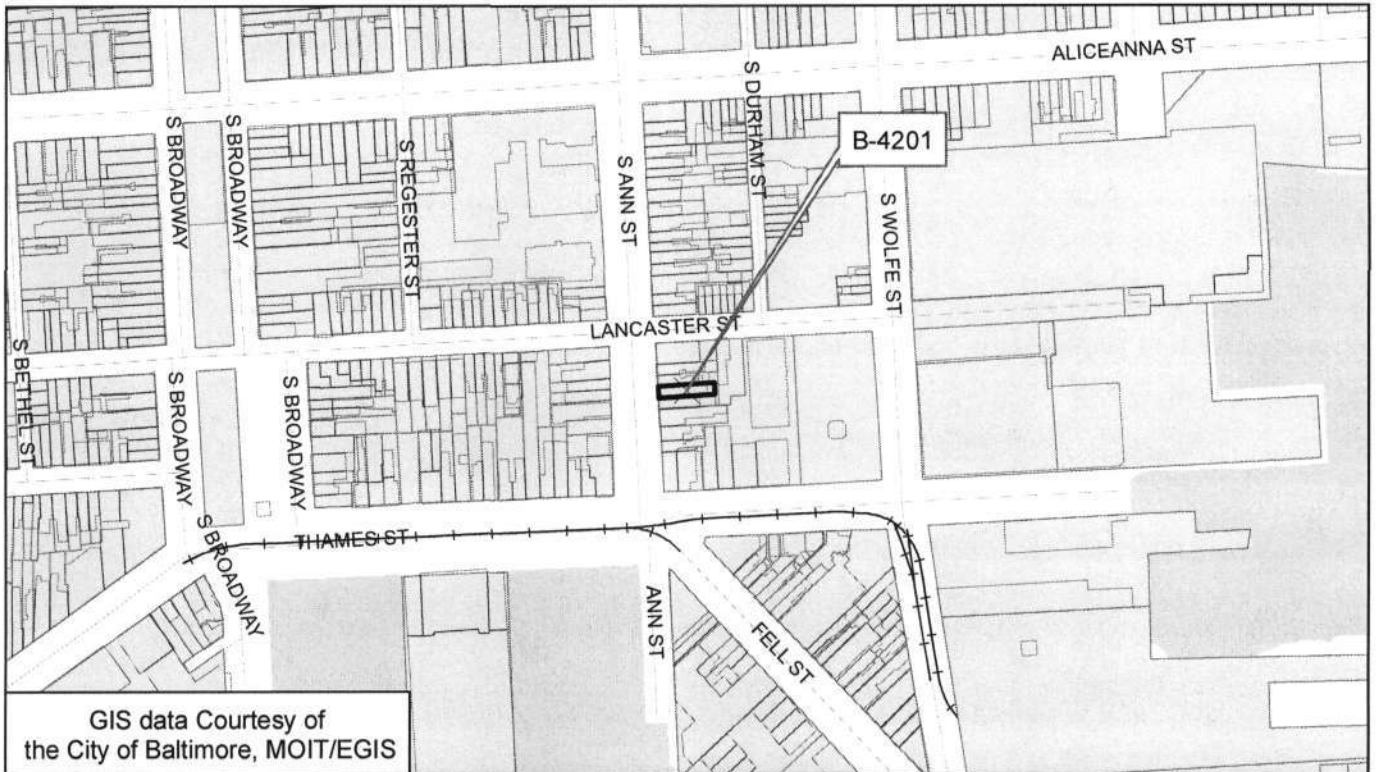 ALICEANNA ST
S BROADWAY
S BROADWAY
S REGESTER ST
S ANN ST
S DURHAM ST
B-4201
S WOLFE ST
LANCASTER ST
S BETHEL ST
S BROADWAY
S BROADWAY
S BROADWAY
THAMES ST
ANN ST
FELL ST
GIS data Courtesy of
the City of Baltimore, MOIT/EGIS